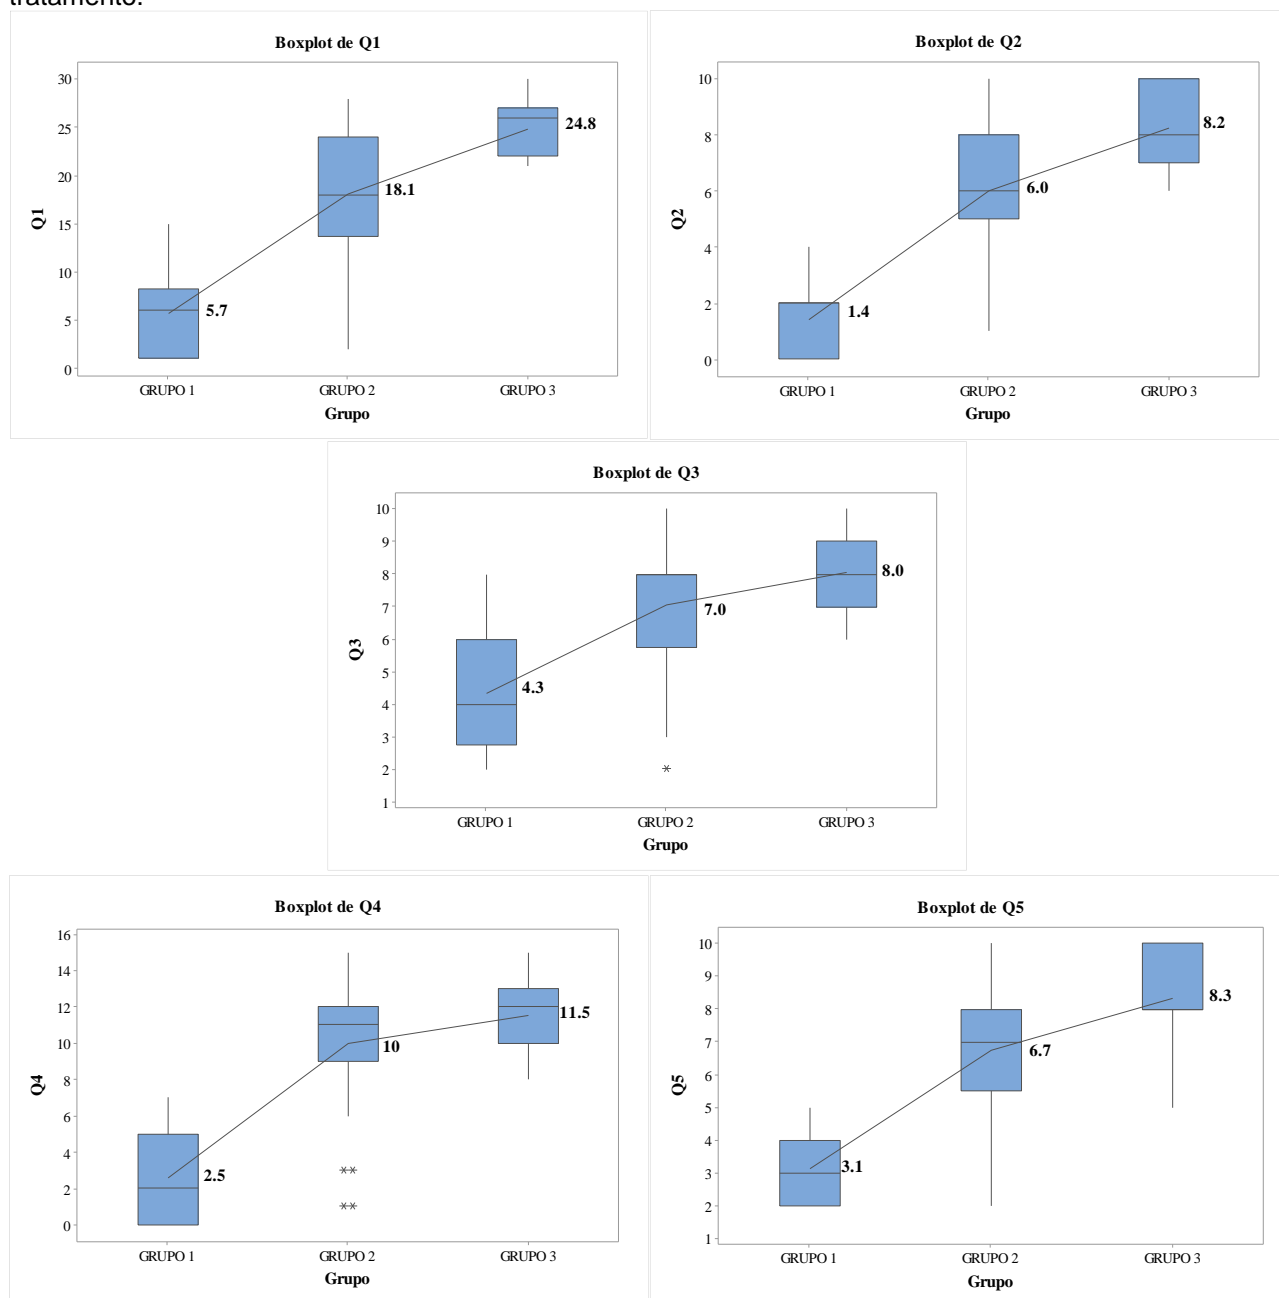 tratamento.
Boxplot de Q1
30
25
20
15
10
5
0
Q1
5.7
18.1
24.8
GRUPO 1
GRUPO 2
GRUPO 3
Grupo
Boxplot de Q2
10
8
6
4
2
0
Q2
1.4
6.0
8.2
GRUPO 1
GRUPO 2
GRUPO 3
Grupo
Boxplot de Q3
10
9
8
7
6
5
4
3
2
1
Q3
4.3
7.0
8.0
*
GRUPO 1
GRUPO 2
GRUPO 3
Grupo
Boxplot de Q4
16
14
12
10
8
6
4
2
0
Q4
2.5
10
11.5
**
**
GRUPO 1
GRUPO 2
GRUPO 3
Grupo
Boxplot de Q5
10
9
8
7
6
5
4
3
2
1
Q5
3.1
6.7
8.3
GRUPO 1
GRUPO 2
GRUPO 3
Grupo